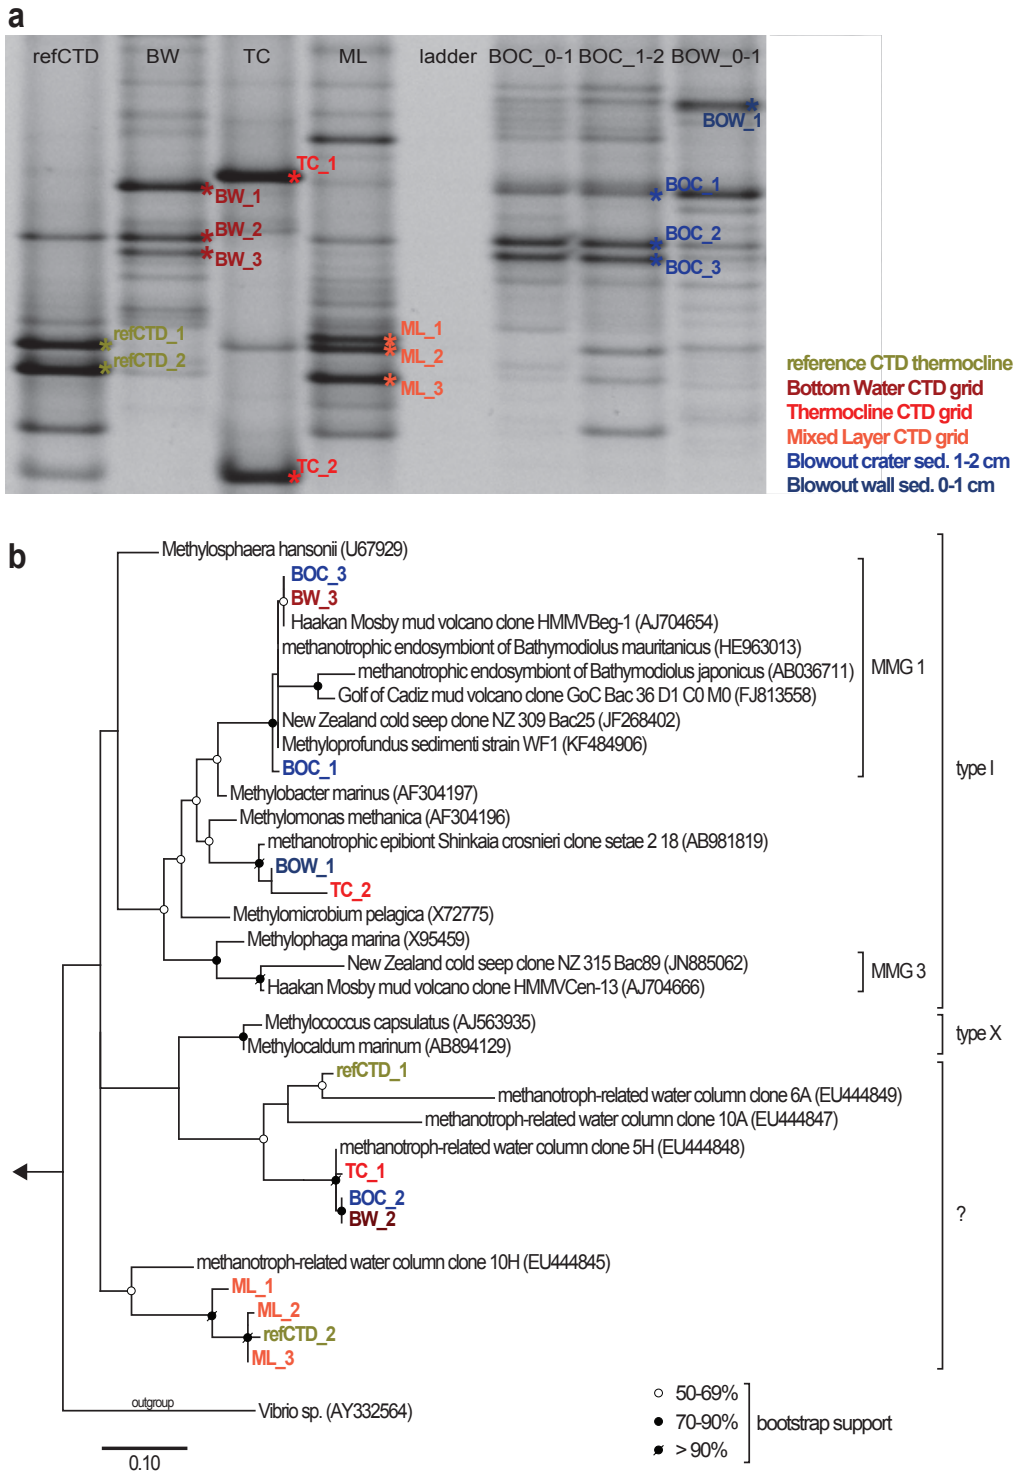 a
refCTD BW TC ML ladder BOC_0-1 BOC_1-2 BOW_0-1
BOW_1
TC_1
BW_1
BOC_1
BW_2
BOC_2
BW_3
BOC_3
refCTD_1
ML_1
refCTD_2
ML_2
ML_3
TC_2
reference CTD thermocline
Bottom Water CTD grid
Thermocline CTD grid
Mixed Layer CTD grid
Blowout crater sed. 1-2 cm
Blowout wall sed. 0-1 cm
b
Methylosphaera hansonii (U67929)
BOC_3
BW_3
Haakan Mosby mud volcano clone HMMVBeg-1 (AJ704654)
methanotrophic endosymbiont of Bathymodiolus mauritanicus (HE963013)
methanotrophic endosymbiont of Bathymodiolus japonicus (AB036711)
MMG 1
Golf of Cadiz mud volcano clone GoC Bac 36 D1 C0 M0 (FJ813558)
New Zealand cold seep clone NZ 309 Bac25 (JF268402)
Methyloprofundus sedimenti strain WF1 (KF484906)
BOC_1
type I
Methylobacter marinus (AF304197)
Methylomonas methanica (AF304196)
methanotrophic epibiont Shinkaia crosnieri clone setae 2 18 (AB981819)
BOW_1
TC_2
Methylomicrobium pelagica (X72775)
Methylophaga marina (X95459)
New Zealand cold seep clone NZ 315 Bac89 (JN885062)
MMG 3
Haakan Mosby mud volcano clone HMMVCen-13 (AJ704666)
Methylococcus capsulatus (AJ563935)
type X
Methylocaldum marinum (AB894129)
refCTD_1
methanotroph-related water column clone 6A (EU444849)
methanotroph-related water column clone 10A (EU444847)
methanotroph-related water column clone 5H (EU444848)
TC_1
BOC_2
BW_2
?
methanotroph-related water column clone 10H (EU444845)
ML_1
ML_2
refCTD_2
ML_3
outgroup
Vibrio sp. (AY332564)
50-69%
70-90%
bootstrap support
> 90%
0.10